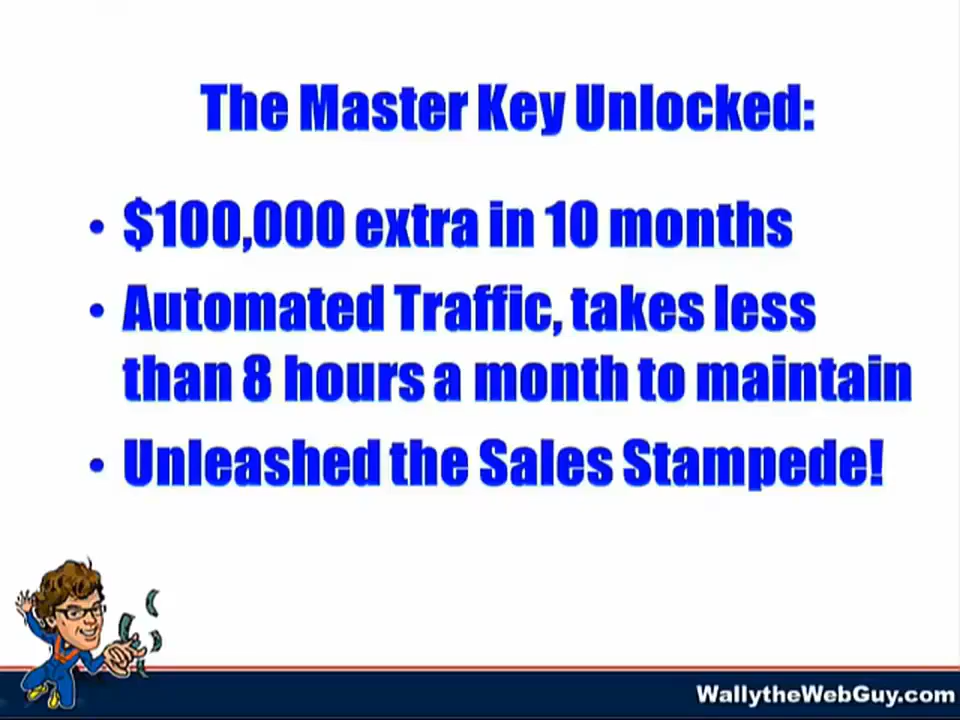 The Master Key Unlocked:
• $100,000 extra in 10 months
• Automated Traffic, takes less
than 8 hours a month to maintain
• Unleashed the Sales Stampede!
WallytheWebGuy.com